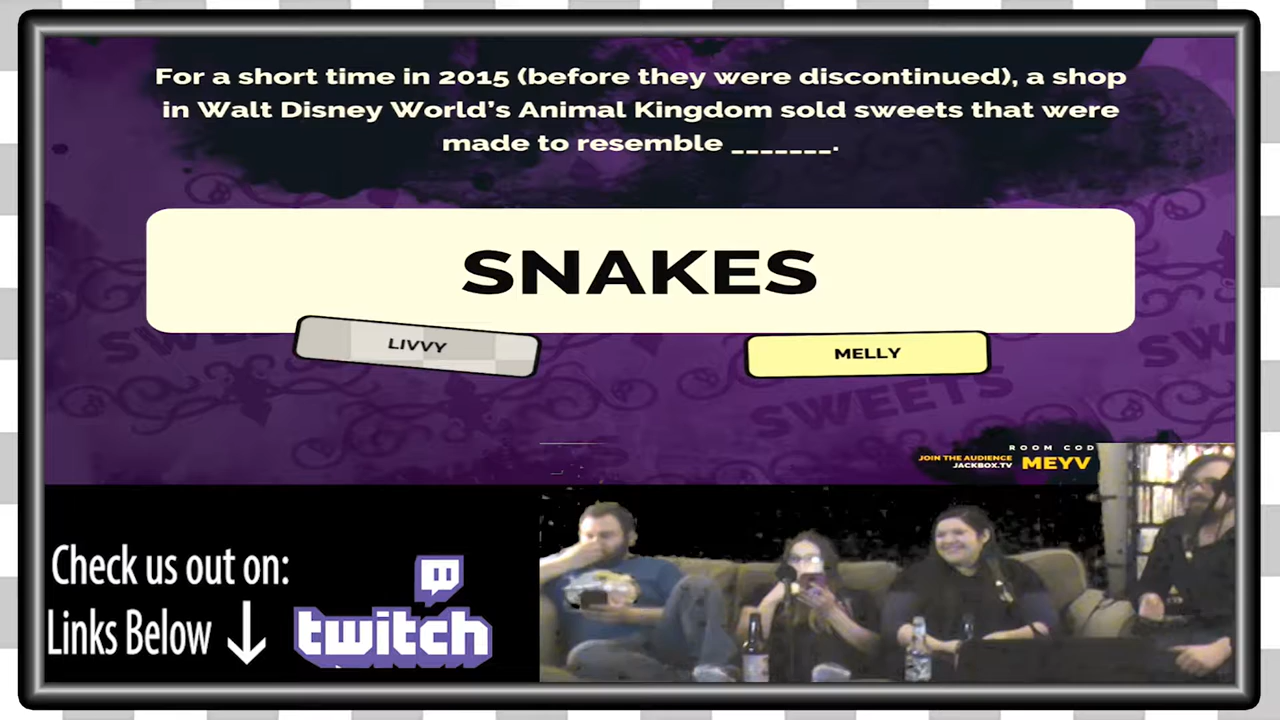 For a short time in 2015 (before they were discontinued), a shop
in Walt Disney World's Animal Kingdom sold sweets that were
made to resemble _______.
SNAKES
LIVVY
MELLY
SWEETS
SWEETS
ROOM COD
JOIN THE AUDIENCE
JACKBOX.TV
MEYV
Check us out on:
Links Below
twitch